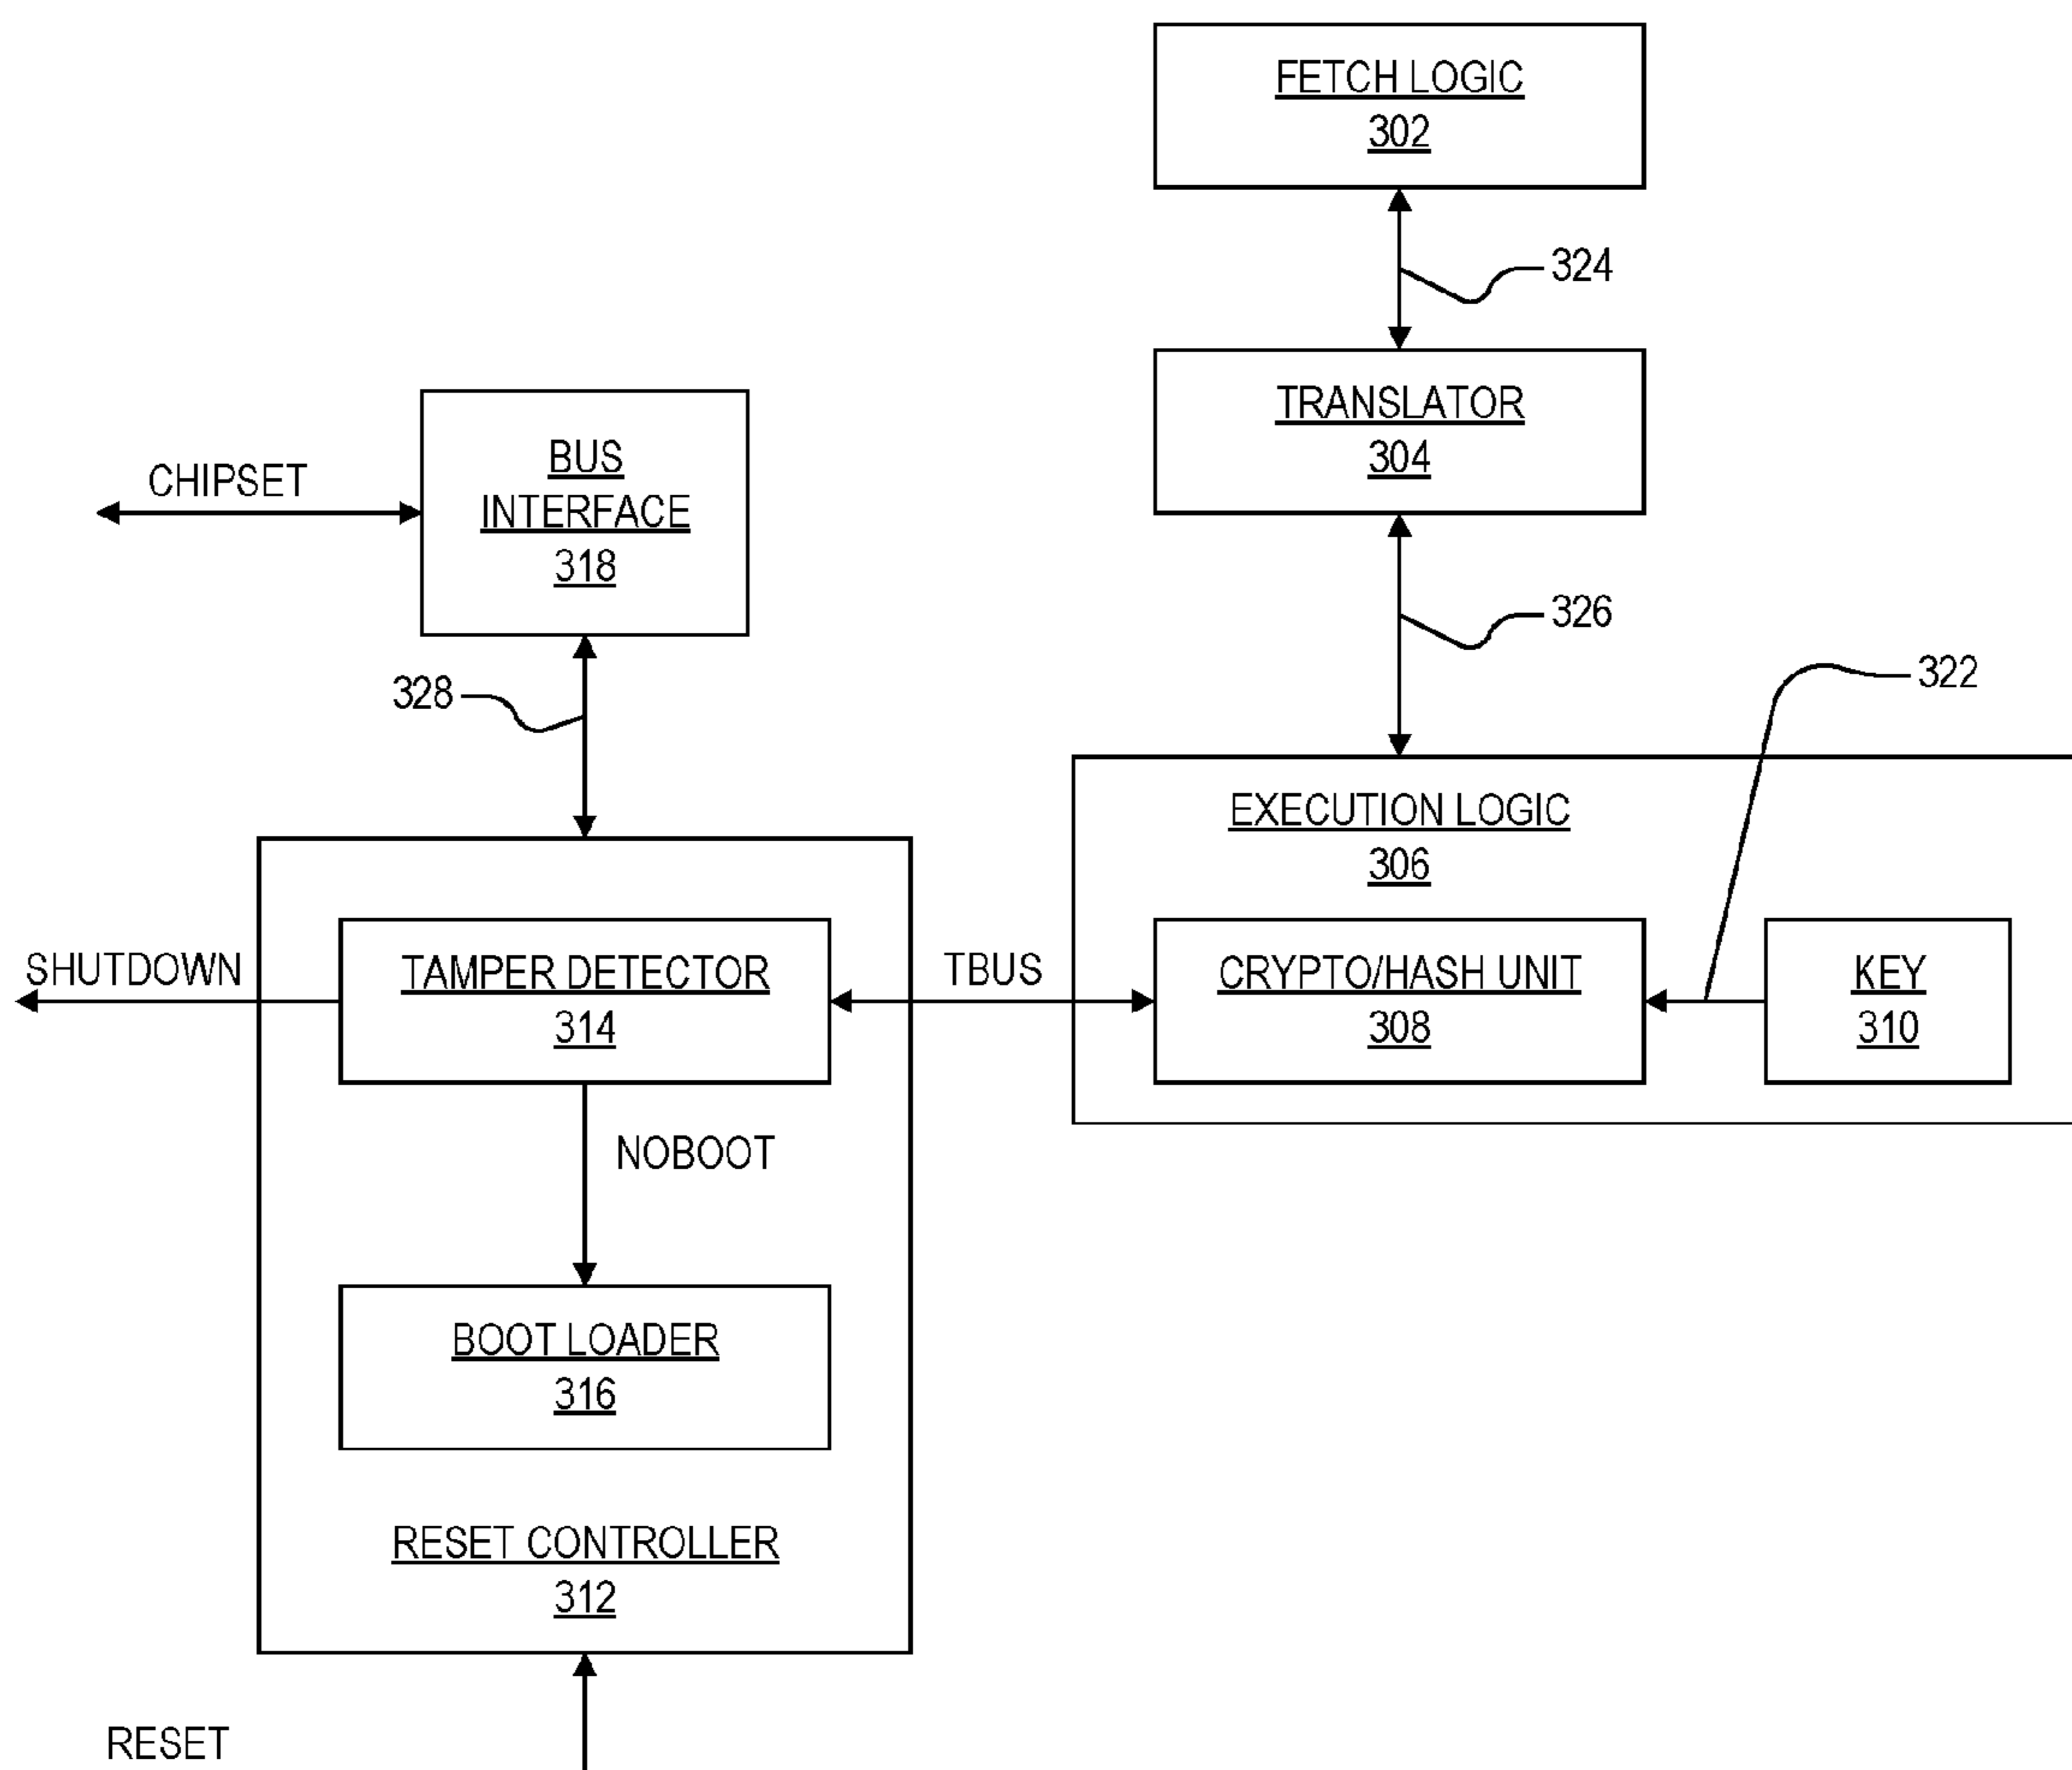 FETCH LOGIC
302
324
TRANSLATOR
304
BUS
INTERFACE
318
CHIPSET
326
328
322
EXECUTION LOGIC
306
SHUTDOWN
TAMPER DETECTOR
314
TBUS
CRYPTO/HASH UNIT
308
KEY
310
NOBOOT
BOOT LOADER
316
RESET CONTROLLER
312
RESET